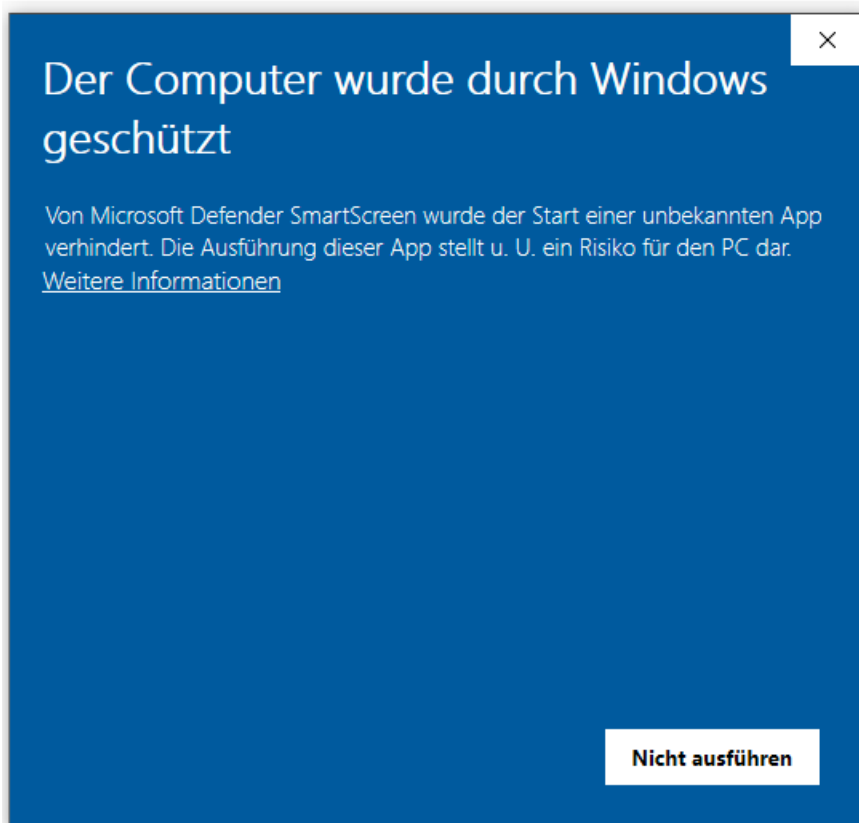 Der Computer wurde durch Windows
geschützt
Von Microsoft Defender SmartScreen wurde der Start einer unbekannten App
verhindert. Die Ausführung dieser App stellt u. U. ein Risiko für den PC dar.
Weitere Informationen
Nicht ausführen